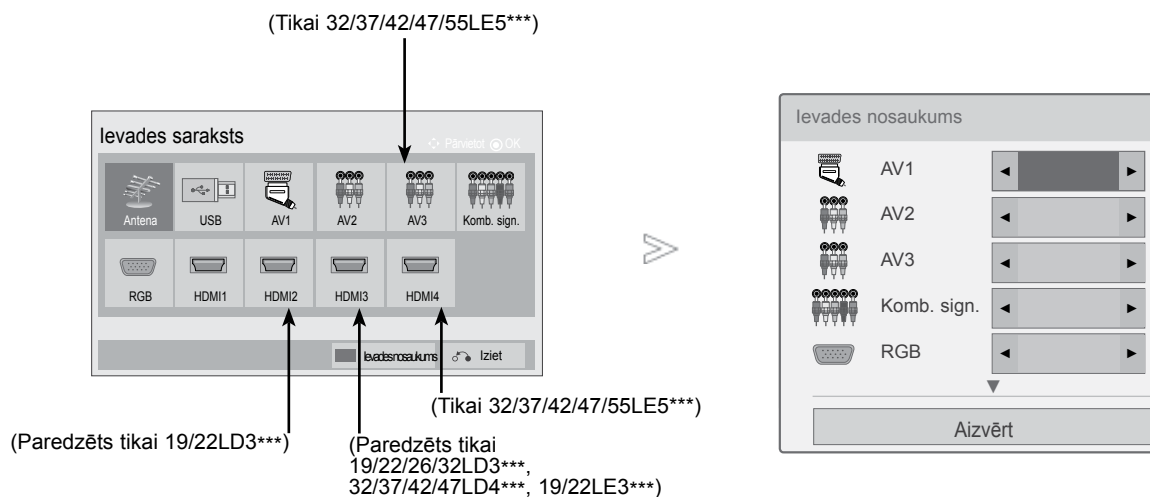 (Tikai 32/37/42/47/55LE5***)
Ievades saraksts
Pārvietot OK
Antena
USB
AV1
AV2
AV3
Komb. sign.
RGB
HDMI1
HDMI2
HDMI3
HDMI4
Ievades nosaukums
Iziet
(Tikai 32/37/42/47/55LE5***)
(Paredzēts tikai 19/22LD3***)
(Paredzēts tikai
19/22/26/32LD3***,
32/37/42/47LD4***, 19/22LE3***)
Ievades nosaukums
AV1
AV2
AV3
Komb. sign.
RGB
Aizvērt